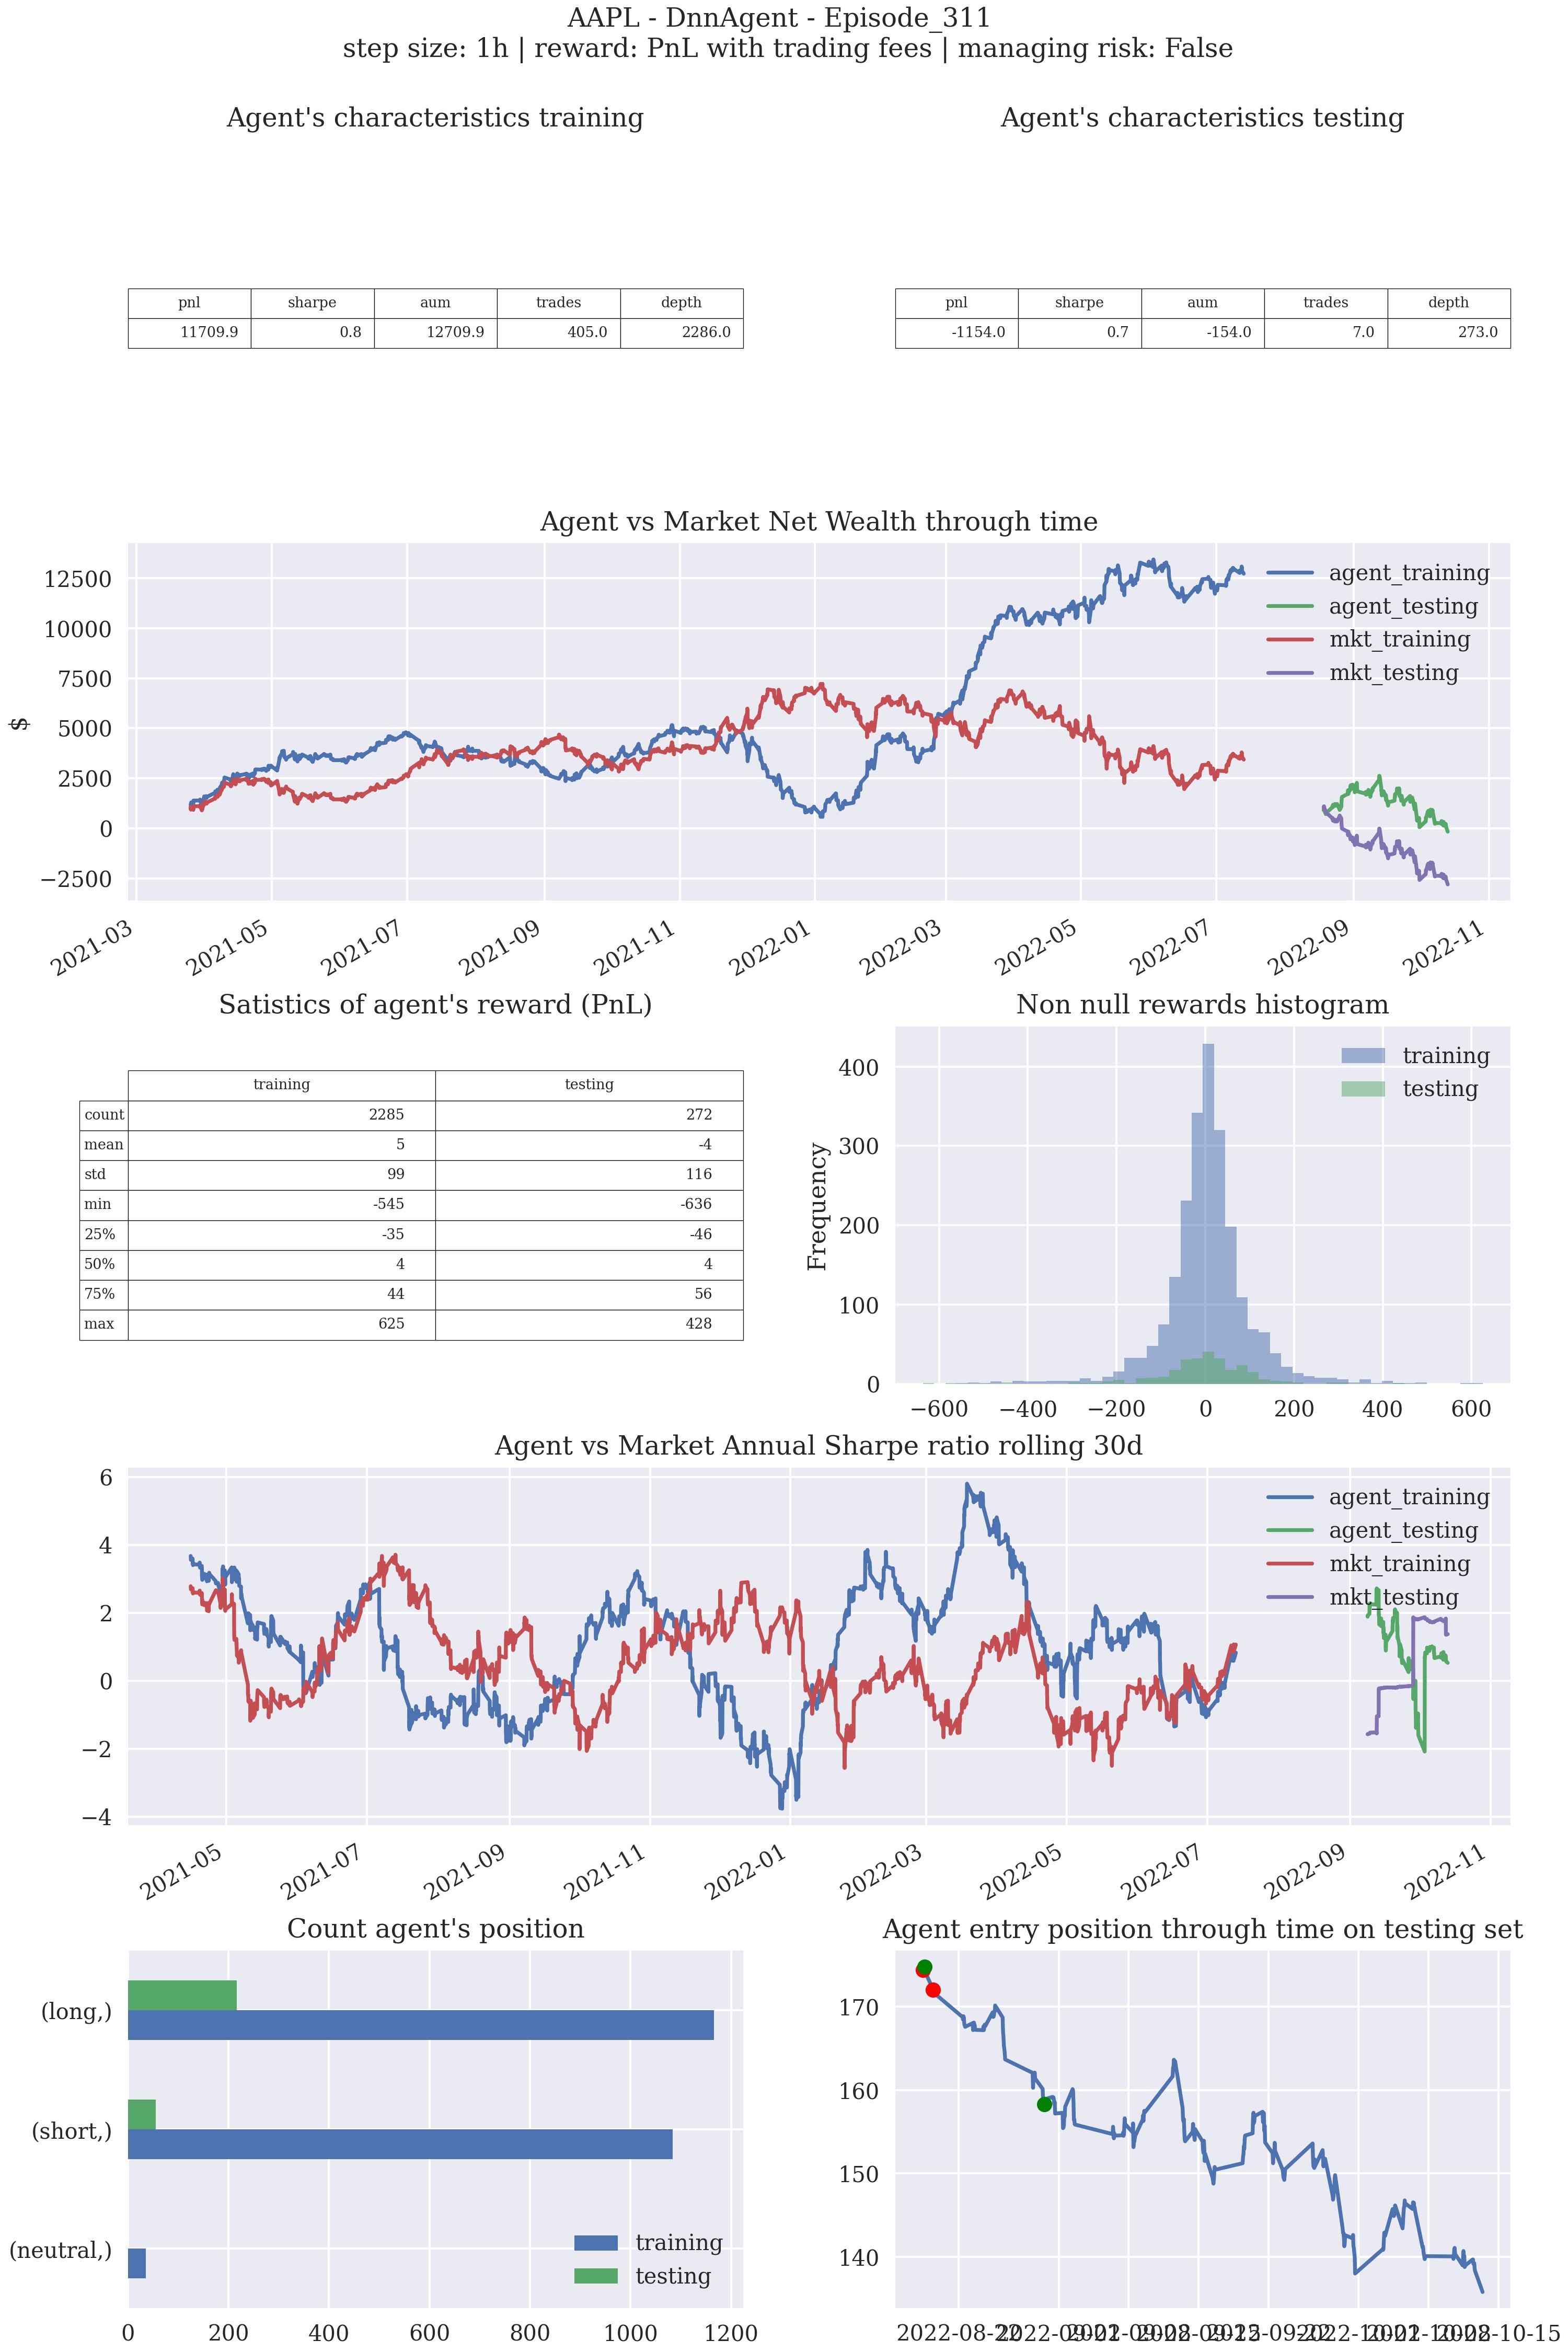 AAPL - DnnAgent - Episode_311
step size: 1h | reward: PnL with trading fees | managing risk: False
Agent's characteristics training
pnl sharpe aum trades depth
11709.9 0.8 12709.9 405.0 2286.0
Agent's characteristics testing
pnl sharpe aum trades depth
-1154.0 0.7 -154.0 7.0 273.0
Agent vs Market Net Wealth through time
$
12500
10000
7500
5000
2500
0
−2500
agent_training
agent_testing
mkt_training
mkt_testing
2021-03 2021-05 2021-07 2021-09 2021-11 2022-01 2022-03 2022-05 2022-07 2022-09 2022-11
Satistics of agent's reward (PnL)
training testing
count 2285 272
mean 5 -4
std 99 116
min -545 -636
25% -35 -46
50% 4 4
75% 44 56
max 625 428
Non null rewards histogram
Frequency
400
300
200
100
0
training
testing
−600 −400 −200 0 200 400 600
Agent vs Market Annual Sharpe ratio rolling 30d
6
4
2
0
−2
−4
agent_training
agent_testing
mkt_training
mkt_testing
2021-05 2021-07 2021-09 2021-11 2022-01 2022-03 2022-05 2022-07 2022-09 2022-11
Count agent's position
(long,)
(short,)
(neutral,)
training
testing
0 200 400 600 800 1000 1200
Agent entry position through time on testing set
170
160
150
140